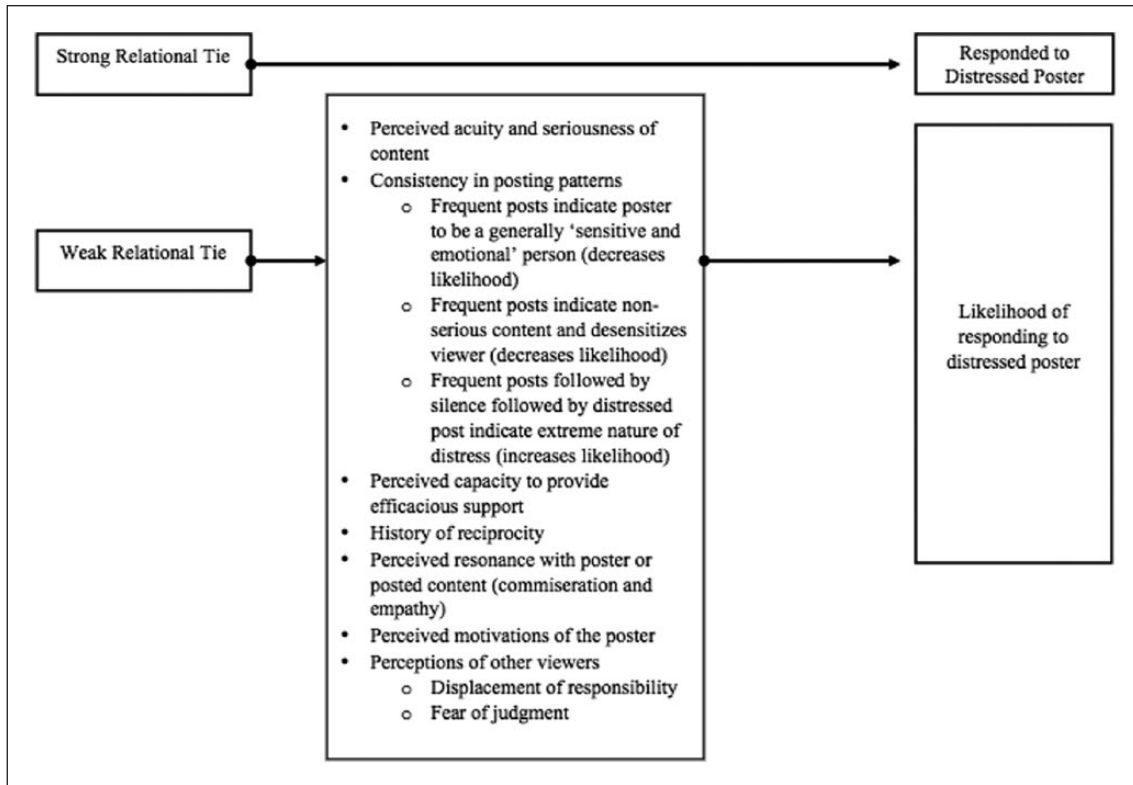 Strong Relational Tie
Responded to
Distressed Poster
• Perceived acuity and seriousness of
content
• Consistency in posting patterns
o Frequent posts indicate poster
to be a generally ‘sensitive and
emotional’ person (decreases
likelihood)
o Frequent posts indicate non-
serious content and desensitizes
viewer (decreases likelihood)
o Frequent posts followed by
silence followed by distressed
post indicate extreme nature of
distress (increases likelihood)
• Perceived capacity to provide
efficacious support
• History of reciprocity
• Perceived resonance with poster or
posted content (commiseration and
empathy)
• Perceived motivations of the poster
• Perceptions of other viewers
o Displacement of responsibility
o Fear of judgment
Weak Relational Tie
Likelihood of
responding to
distressed poster